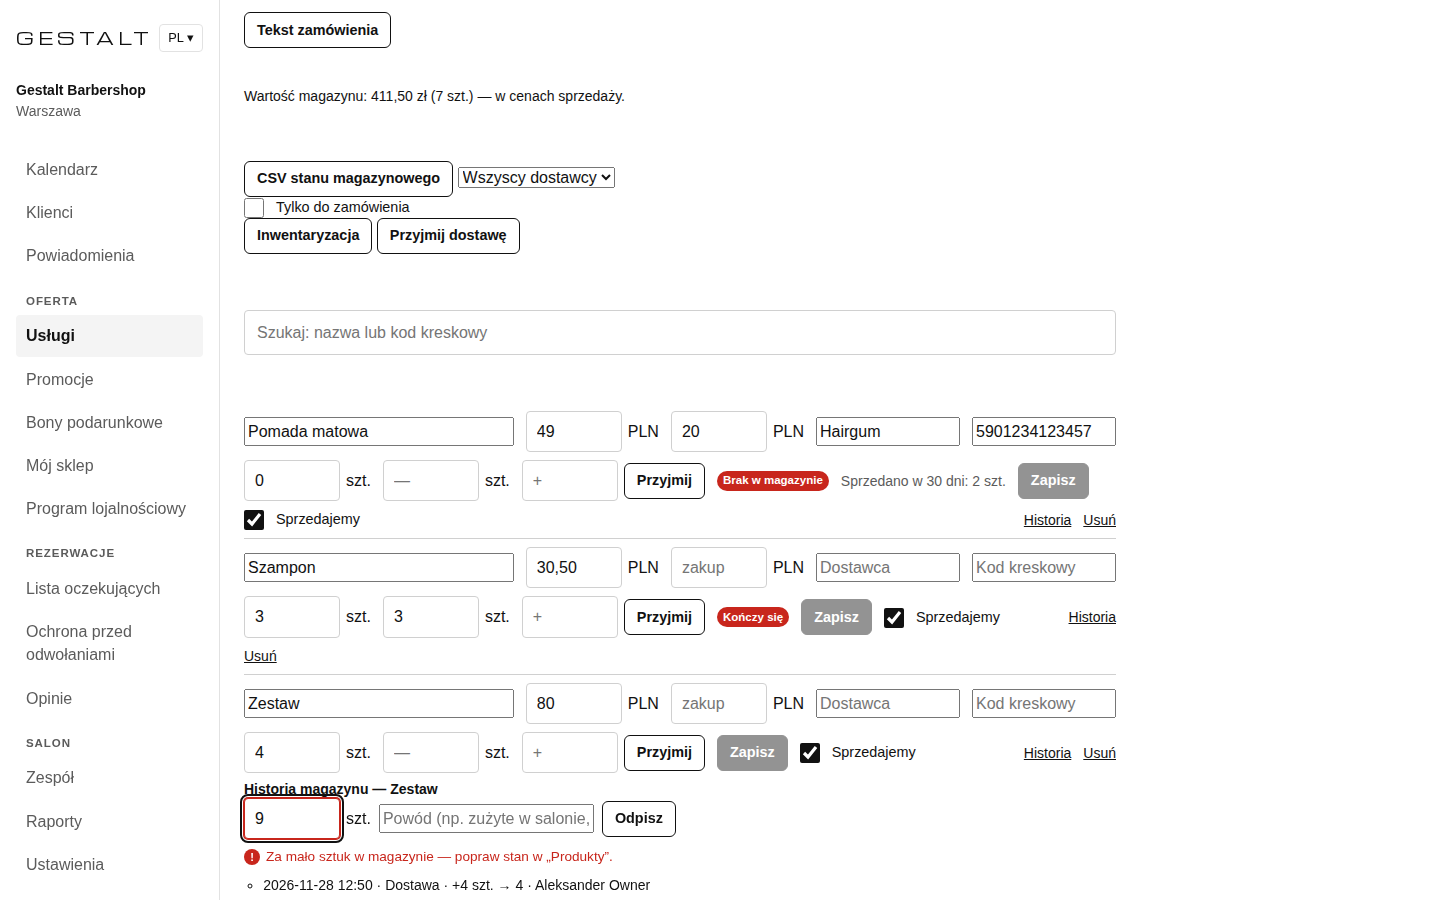 GESTALT
PL ▾
Gestalt Barbershop
Warszawa
Kalendarz
Klienci
Powiadomienia
OFERTA
Usługi
Promocje
Bony podarunkowe
Mój sklep
Program lojalnościowy
REZERWACJE
Lista oczekujących
Ochrona przed
odwołaniami
Opinie
SALON
Zespół
Raporty
Ustawienia
Tekst zamówienia
Wartość magazynu: 411,50 zł (7 szt.) — w cenach sprzedaży.
CSV stanu magazynowego Wszyscy dostawcy
Tylko do zamówienia
Inwentaryzacja Przyjmij dostawę
Szukaj: nazwa lub kod kreskowy
Pomada matowa 49 PLN 20 PLN Hairgum 5901234123457
0 szt. — szt. + Przyjmij Brak w magazynie Sprzedano w 30 dni: 2 szt. Zapisz
Sprzedajemy Historia Usuń
Szampon 30,50 PLN zakup PLN Dostawca Kod kreskowy
3 szt. 3 szt. + Przyjmij Kończy się Zapisz Sprzedajemy Historia
Usuń
Zestaw 80 PLN zakup PLN Dostawca Kod kreskowy
4 szt. — szt. + Przyjmij Zapisz Sprzedajemy Historia Usuń
Historia magazynu — Zestaw
9 szt. Powód (np. zużyte w salonie, Odpisz
! Za mało sztuk w magazynie — popraw stan w „Produkty”.
2026-11-28 12:50 · Dostawa · +4 szt. → 4 · Aleksander Owner